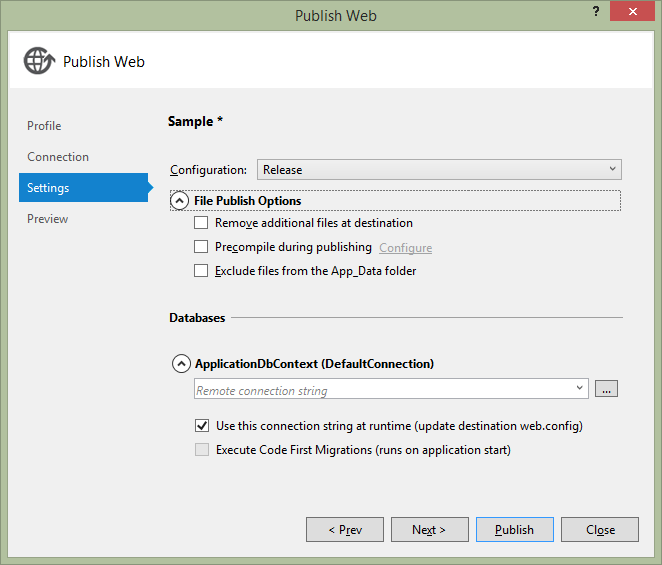 Publish Web
?
Publish Web
Profile
Connection
Settings
Preview
Sample *
Configuration: Release
File Publish Options
Remove additional files at destination
Precompile during publishing Configure
Exclude files from the App_Data folder
Databases
ApplicationDbContext (DefaultConnection)
Remote connection string ...
Use this connection string at runtime (update destination web.config)
Execute Code First Migrations (runs on application start)
< Prev Next > Publish Close